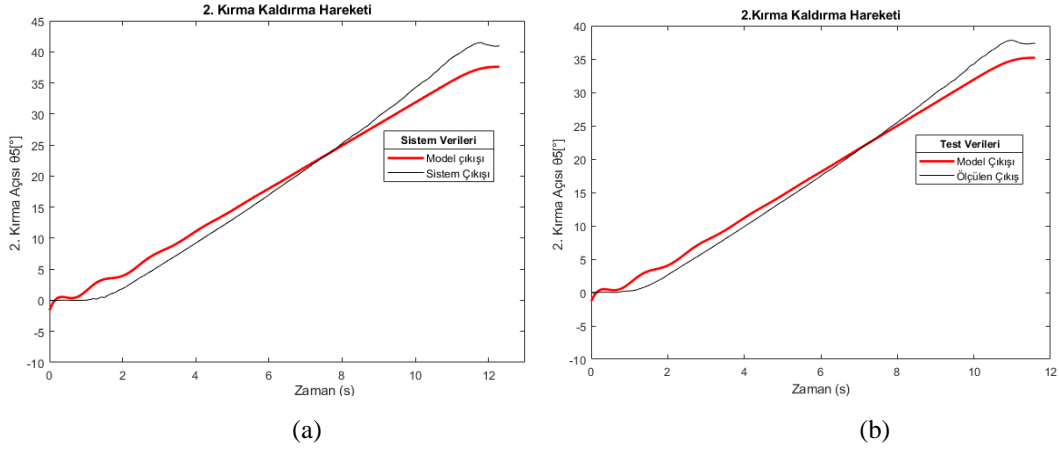 2. Kırma Kaldırma Hareketi
45
40
35
30
25
20
15
10
5
0
-5
-10
2. Kırma Açısı θ5[°]
Sistem Verileri
Model çıkışı
Sistem Çıkışı
0 2 4 6 8 10 12
Zaman (s)
(a)
2.Kırma Kaldırma Hareketi
40
35
30
25
20
15
10
5
0
-5
-10
2. Kırma Açısı θ5[°]
Test Verileri
Model Çıkışı
Ölçülen Çıkış
0 2 4 6 8 10 12
Zaman (s)
(b)